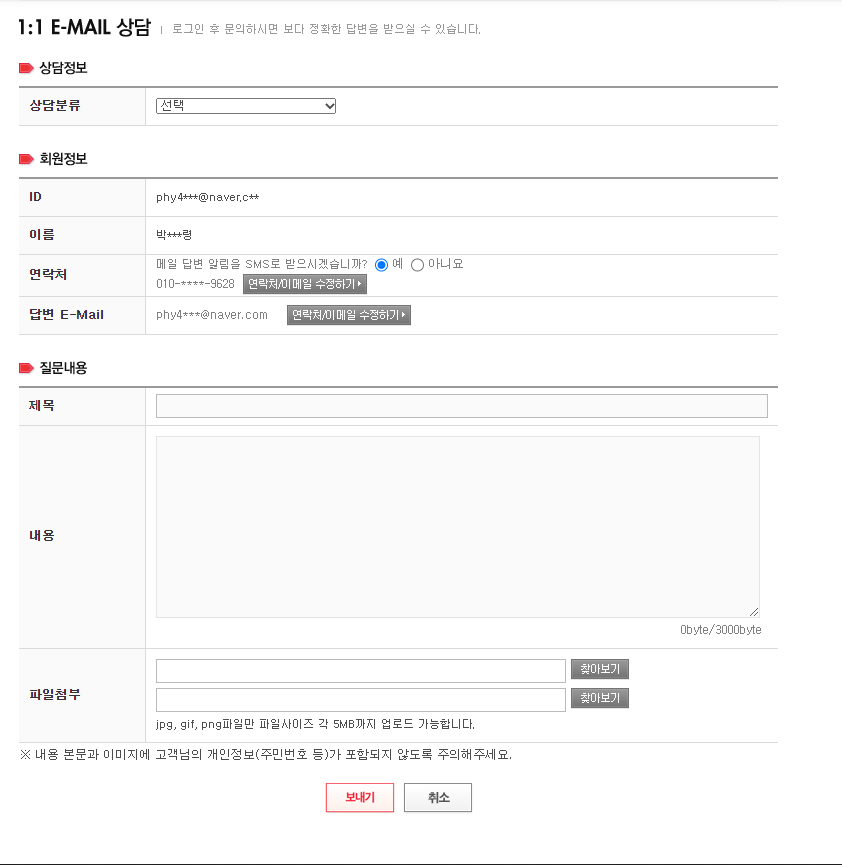 1:1 E-MAIL 상담 | 로그인 후 문의하시면 보다 정확한 답변을 받으실 수 있습니다.
상담정보
상담분류 선택
회원정보
ID phy4***@naver.c**
이름 박***령
연락처 메일 답변 알림을 SMS로 받으시겠습니까? 예 아니요
010-****-9628 연락처/이메일 수정하기
답변 E-Mail phy4***@naver.com 연락처/이메일 수정하기
질문내용
제목
내용
0byte/3000byte
파일첨부 찾아보기
찾아보기
jpg, gif, png파일만 파일사이즈 각 5MB까지 업로드 가능합니다.
※ 내용 본문과 이미지에 고객님의 개인정보(주민번호 등)가 포함되지 않도록 주의해주세요.
보내기 취소